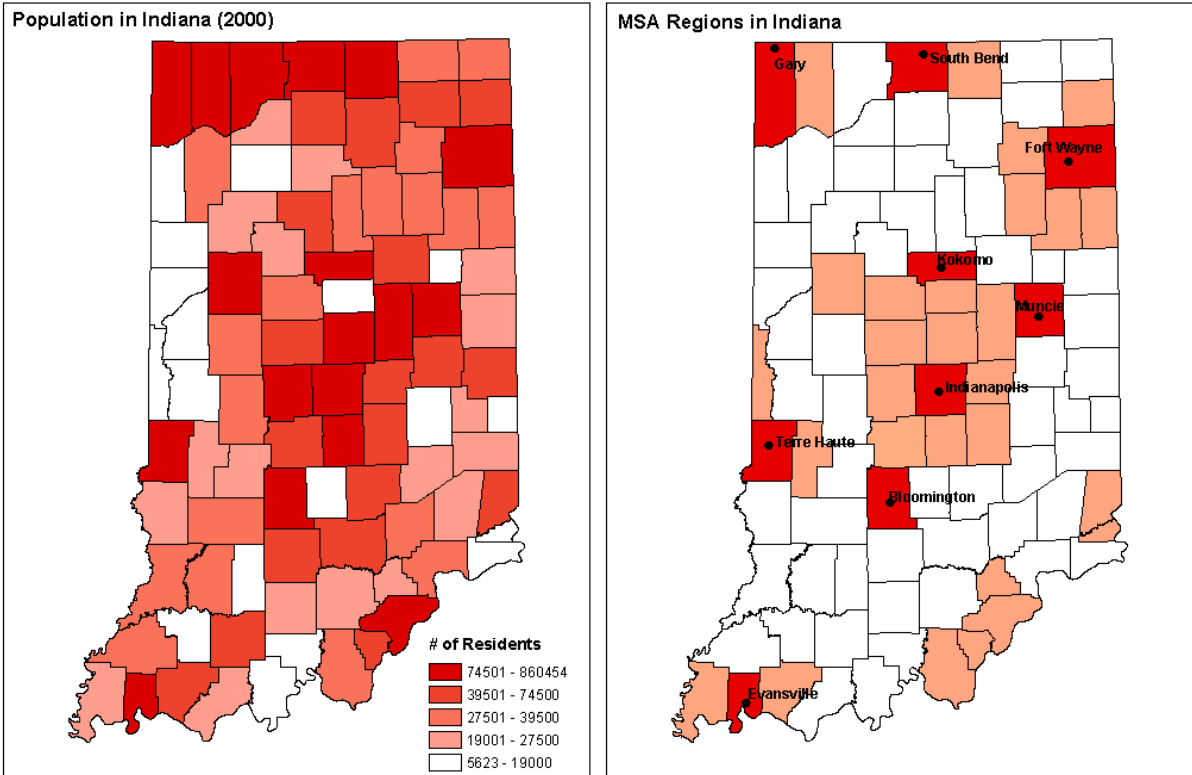 Population in Indiana (2000)
# of Residents
74501 - 860454
39501 - 74500
27501 - 39500
19001 - 27500
5623 - 19000
MSA Regions in Indiana
Gary
South Bend
Fort Wayne
Kokomo
Muncie
Indianapolis
Terre Haute
Bloomington
Evansville